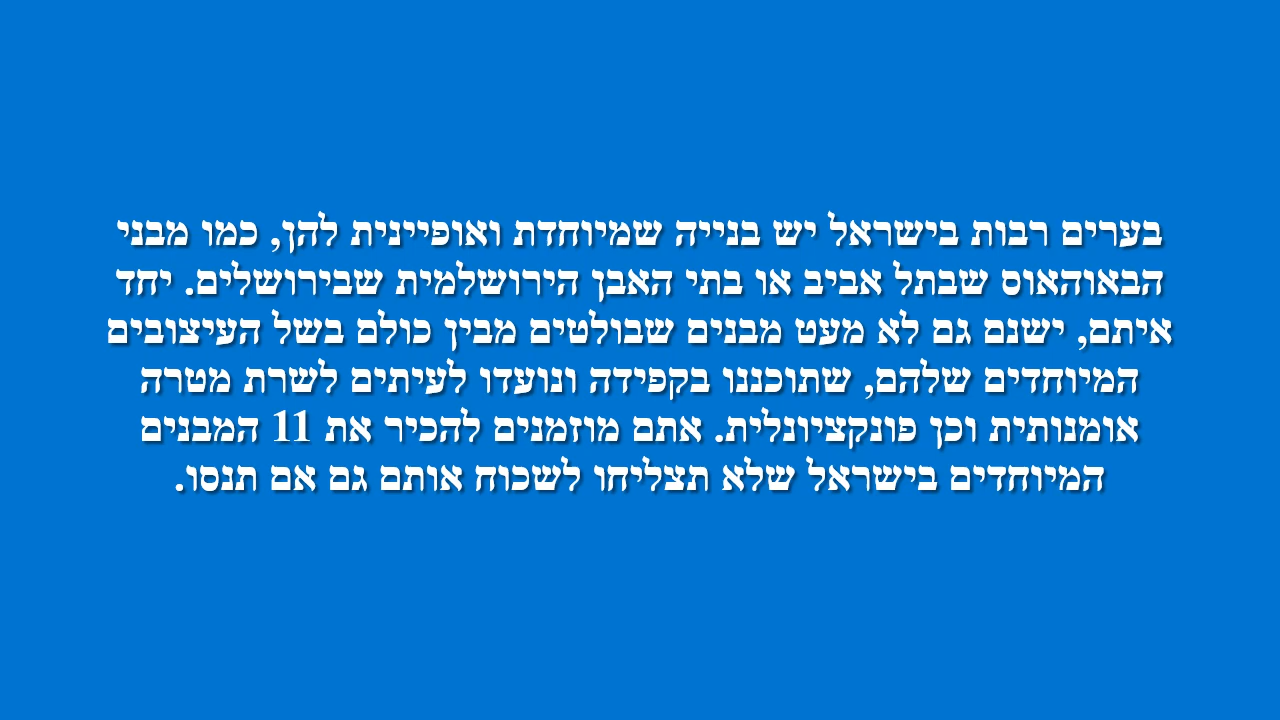 בערים רבות בישראל יש בנייה שמיוחדת ואופיינית להן, כמו מבני
הבאוהאוס שבתל אביב או בתי האבן הירושלמית שבירושלים. יחד
איתם, ישנם גם לא מעט מבנים שבולטים מבין כולם בשל העיצובים
המיוחדים שלהם, שתוכננו בקפידה ונועדו לעיתים לשרת מטרה
אומנותית וכן פונקציונלית. אתם מוזמנים להכיר את 11 המבנים
המיוחדים בישראל שלא תצליחו לשכוח אותם גם אם תנסו.